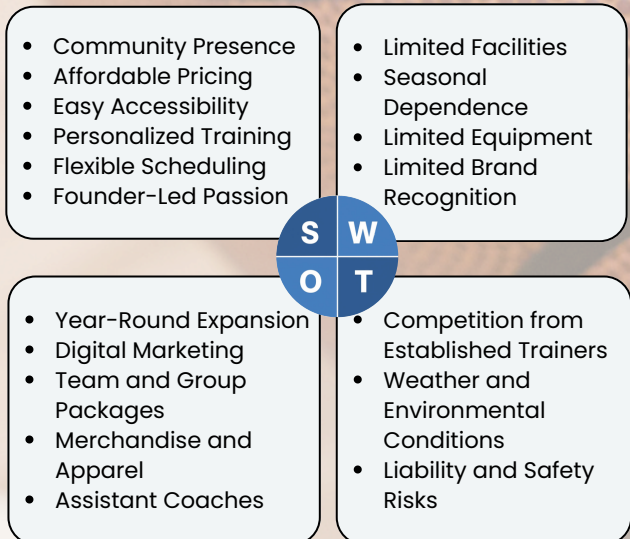 • Community Presence
• Affordable Pricing
• Easy Accessibility
• Personalized Training
• Flexible Scheduling
• Founder-Led Passion
• Limited Facilities
• Seasonal
Dependence
• Limited Equipment
• Limited Brand
Recognition
S W
O T
• Year-Round Expansion
• Digital Marketing
• Team and Group
Packages
• Merchandise and
Apparel
• Assistant Coaches
• Competition from
Established Trainers
• Weather and
Environmental
Conditions
• Liability and Safety
Risks